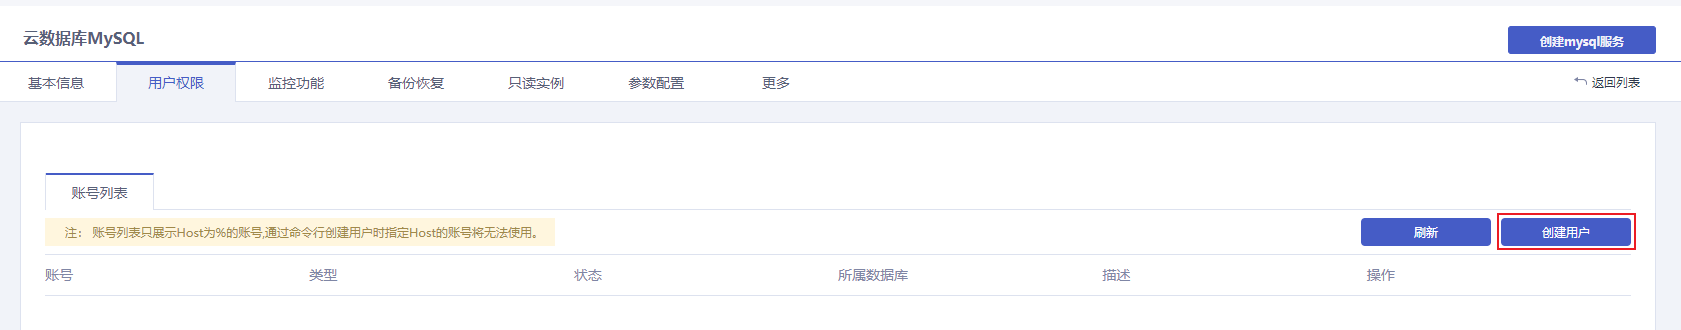 云数据库MySQL
创建mysql服务
基本信息 用户权限 监控功能 备份恢复 只读实例 参数配置 更多 返回列表
账号列表
注： 账号列表只展示Host为%的账号,通过命令行创建用户时指定Host的账号将无法使用。 刷新 创建用户
账号 类型 状态 所属数据库 描述 操作